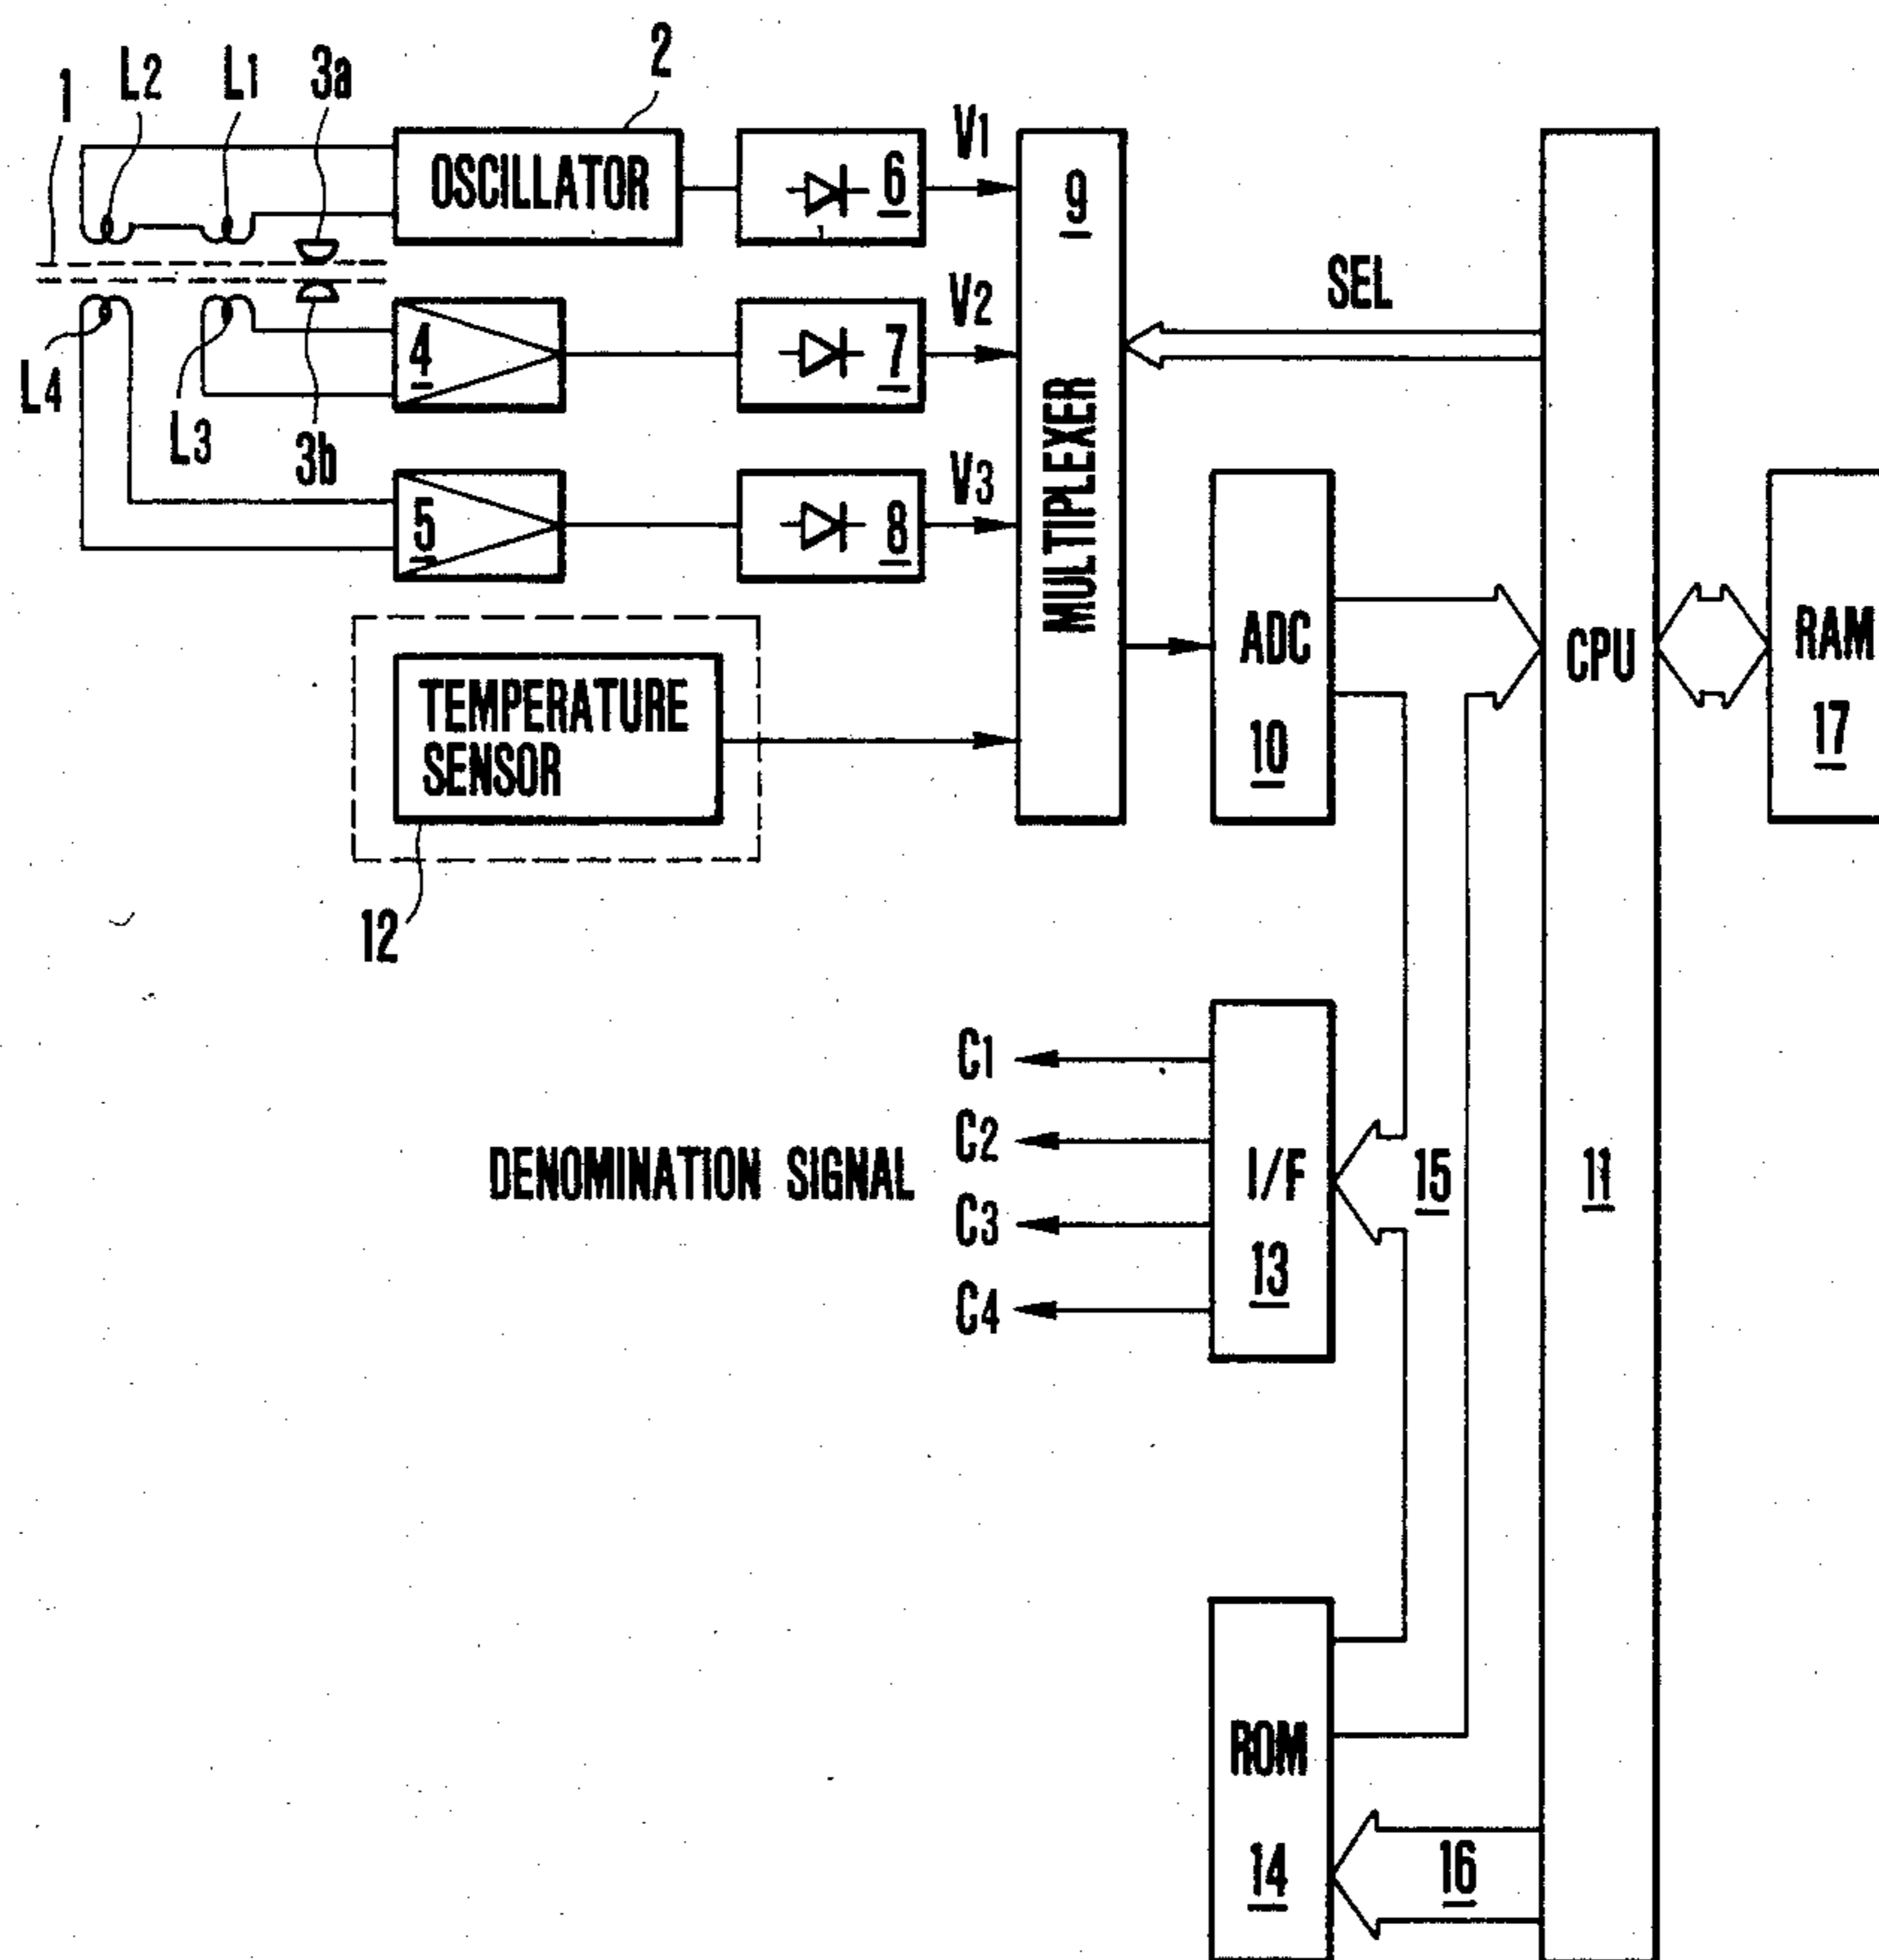 1
L2
L1
3a
2
OSCILLATOR
6
V1
9
MULTIPLEXER
SEL
4
7
V2
L4
L3
3b
5
8
V3
TEMPERATURE
SENSOR
12
ADC
10
CPU
11
RAM
17
DENOMINATION SIGNAL
C1
C2
C3
C4
I/F
13
15
ROM
14
16